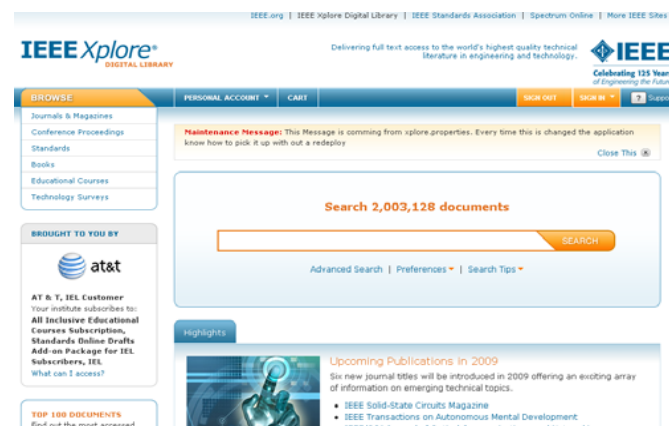 IEEE.org | IEEE Xplore Digital Library | IEEE Standards Association | Spectrum Online | More IEEE Sites
IEEE Xplore®
DIGITAL LIBRARY
Delivering full text access to the world's highest quality technical
literature in engineering and technology.
IEEE
Celebrating 125 Year
of Engineering the Future
BROWSE
PERSONAL ACCOUNT
CART
SIGN OUT
SIGN IN
? Suppo
Journals & Magazines
Conference Proceedings
Standards
Books
Educational Courses
Technology Surveys
Maintenance Message: This Message is comming from xplore.properties. Every time this is changed the application
know how to pick it up with out a redeploy
Close This
Search 2,003,128 documents
SEARCH
Advanced Search | Preferences | Search Tips
BROUGHT TO YOU BY
at&t
AT & T, IEL Customer
Your institute subscribes to:
All Inclusive Educational
Courses Subscription,
Standards Online Drafts
Add-on Package for IEL
Subscribers, IEL
What can I access?
Highlights
Upcoming Publications in 2009
Six new journal titles will be introduced in 2009 offering an exciting array
of information on emerging technical topics.
IEEE Solid-State Circuits Magazine
IEEE Transactions on Autonomous Mental Development
TOP 100 DOCUMENTS
Find out the most accessed